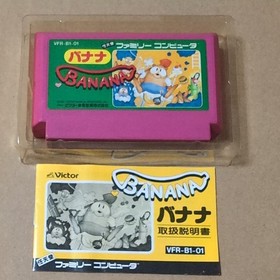 VFR-B1-01
ファミリー コンピュータ
バナナ
BANANA
Victor
BANANA
バナナ
取扱説明書
VFR-B1-01
ファミリー コンピュータ